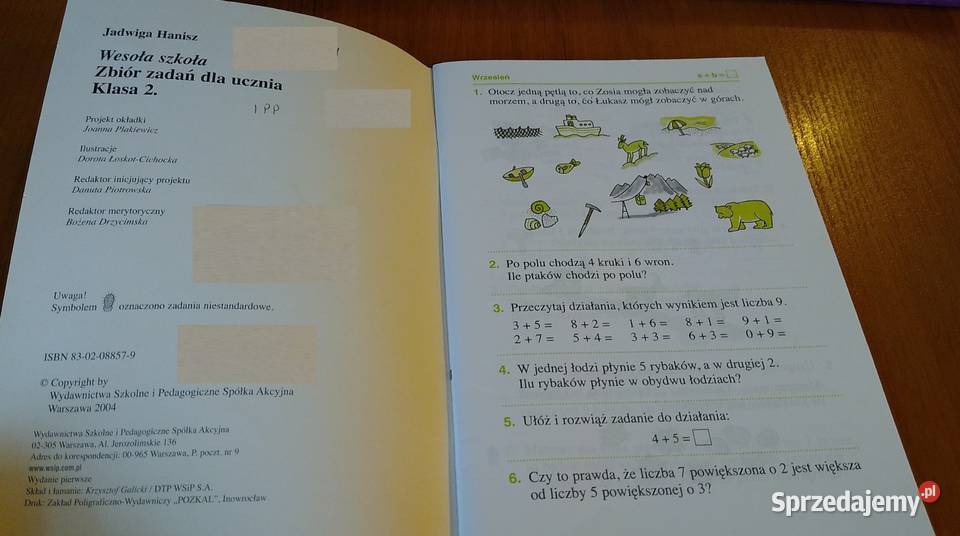 Jadwiga Hanisz
Wesoła szkoła
Zbiór zadań dla ucznia
Klasa 2.
1 PP
Projekt okładki
Joanna Plakiewicz
Ilustracje
Dorota Łoskot-Cichocka
Redaktor inicjujący projektu
Danuta Piotrowska
Redaktor merytoryczny
Bożena Drzycimska
Uwaga!
Symbolem oznaczono zadania niestandardowe.
ISBN 83-02-08857-9
© Copyright by
Wydawnictwa Szkolne i Pedagogiczne Spółka Akcyjna
Warszawa 2004
Wydawnictwa Szkolne i Pedagogiczne Spółka Akcyjna
02-305 Warszawa, Al. Jerozolimskie 136
Adres do korespondencji: 00-965 Warszawa, P. poczt. nr 9
www.wsip.com.pl
Wydanie pierwsze
Skład i łamanie: Krzysztof Galicki / DTP WSiP S.A.
Druk: Zakład Poligraficzno-Wydawniczy „POZKAL”, Inowrocław
Wrzesień
a + b = □
1. Otocz jedną pętlą to, co Zosia mogła zobaczyć nad
morzem, a drugą to, co Łukasz mógł zobaczyć w górach.
2. Po polu chodzą 4 kruki i 6 wron.
Ile ptaków chodzi po polu?
3. Przeczytaj działania, których wynikiem jest liczba 9.
3 + 5 = 8 + 2 = 1 + 6 = 8 + 1 = 9 + 1 =
2 + 7 = 5 + 4 = 3 + 3 = 6 + 3 = 0 + 9 =
4. W jednej łodzi płynie 5 rybaków, a w drugiej 2.
Ilu rybaków płynie w obydwu łodziach?
5. Ułóż i rozwiąż zadanie do działania:
4 + 5 = □
6. Czy to prawda, że liczba 7 powiększona o 2 jest większa
od liczby 5 powiększonej o 3?
Sprzedajemy.pl